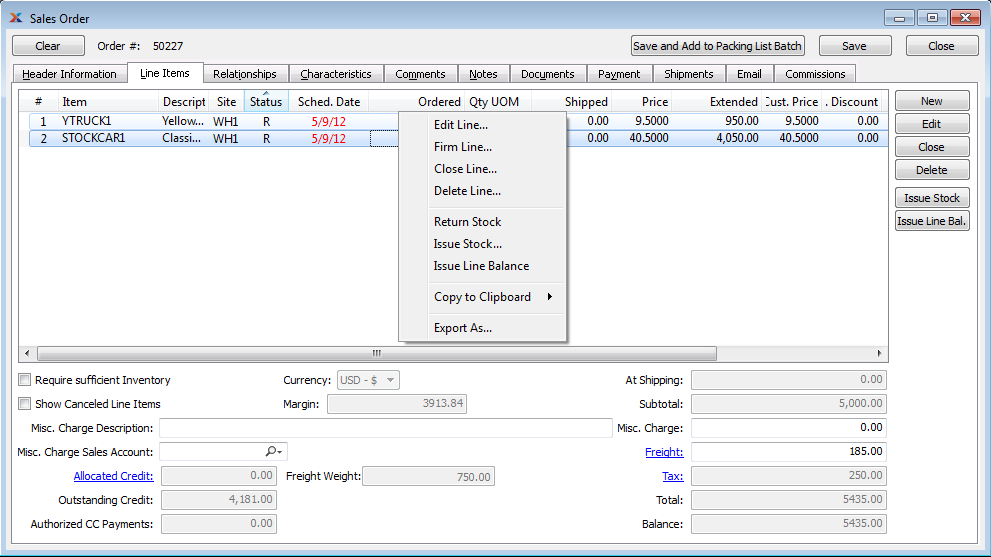 Sales Order
Clear Order #: 50227 Save and Add to Packing List Batch Save Close
Header Information Line Items Relationships Characteristics Comments Notes Documents Payment Shipments Email Commissions
# Item Descript Site Status Sched. Date Ordered Qty UOM Shipped Price Extended Cust. Price . Discount
1 YTRUCK1 Yellow... WH1 R 5/9/12 0.00 9.5000 950.00 9.5000 0.00
2 STOCKCAR1 Classi... WH1 R 5/9/12 0.00 40.5000 4,050.00 40.5000 0.00
Edit Line...
Firm Line...
Close Line...
Delete Line...
Return Stock
Issue Stock...
Issue Line Balance
Copy to Clipboard
Export As...
New
Edit
Close
Delete
Issue Stock
Issue Line Bal.
Require sufficient Inventory Currency: USD - $ At Shipping: 0.00
Show Canceled Line Items Margin: 3913.84 Subtotal: 5,000.00
Misc. Charge Description: Misc. Charge: 0.00
Misc. Charge Sales Account: Freight: 185.00
Allocated Credit: 0.00 Freight Weight: 750.00 Tax: 250.00
Outstanding Credit: 4,181.00 Total: 5435.00
Authorized CC Payments: 0.00 Balance: 5435.00